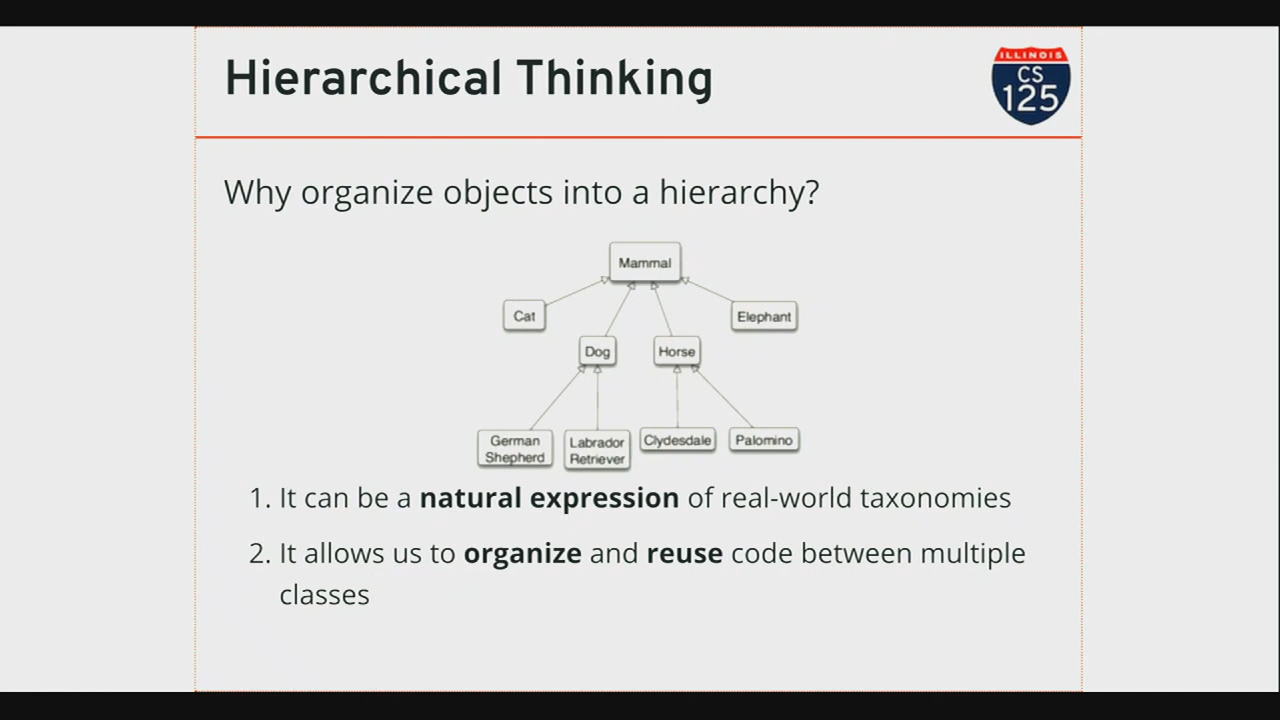 Hierarchical Thinking
ILLINOIS
CS
125
Why organize objects into a hierarchy?
Mammal
Cat
Elephant
Dog
Horse
German
Shepherd
Labrador
Retriever
Clydesdale
Palomino
1. It can be a natural expression of real-world taxonomies
2. It allows us to organize and reuse code between multiple
classes